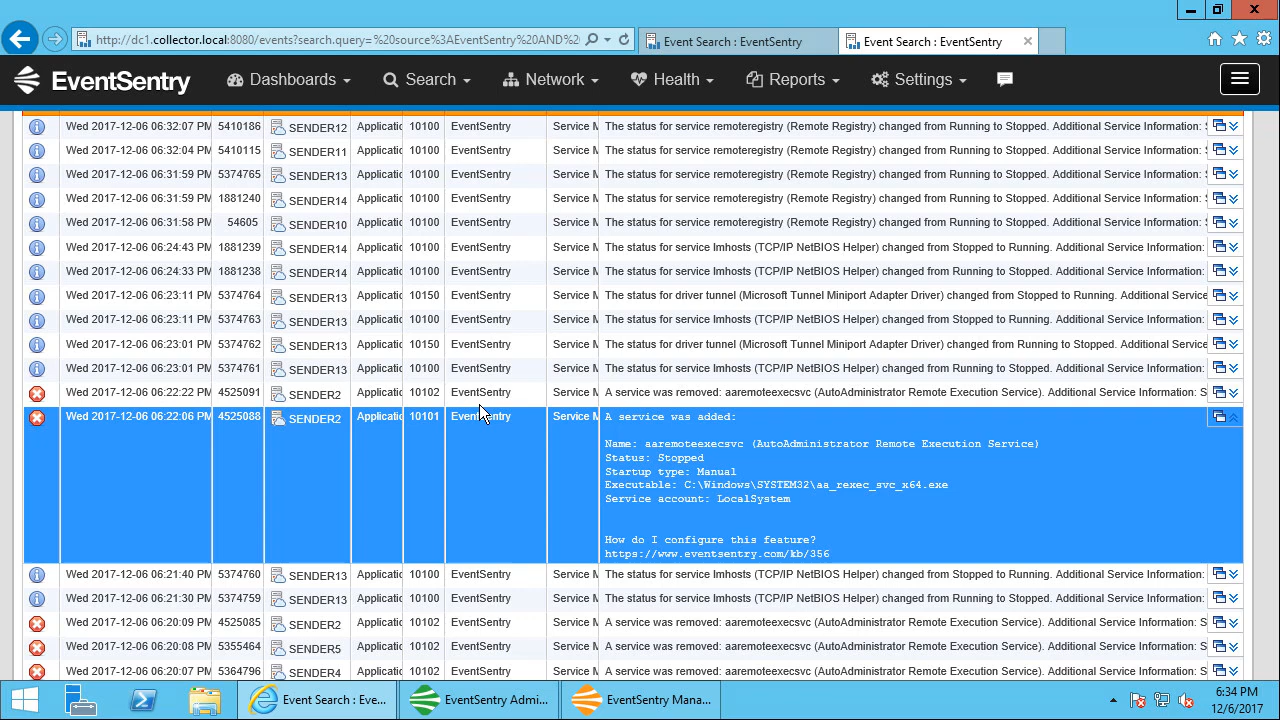 http://dc1.collector.local:8080/events?search.query=%20source%3AEventSentry%20AND%20(
Event Search : EventSentry
Event Search : EventSentry
EventSentry
Dashboards
Search
Network
Health
Reports
Settings
Wed 2017-12-06 06:32:07 PM 5410186 SENDER12 Applicatic 10100 EventSentry Service M The status for service remoteregistry (Remote Registry) changed from Running to Stopped. Additional Service Information: S
Wed 2017-12-06 06:32:04 PM 5410115 SENDER11 Applicatic 10100 EventSentry Service M The status for service remoteregistry (Remote Registry) changed from Running to Stopped. Additional Service Information: S
Wed 2017-12-06 06:31:59 PM 5374765 SENDER13 Applicatic 10100 EventSentry Service M The status for service remoteregistry (Remote Registry) changed from Running to Stopped. Additional Service Information: S
Wed 2017-12-06 06:31:59 PM 1881240 SENDER14 Applicatic 10100 EventSentry Service M The status for service remoteregistry (Remote Registry) changed from Running to Stopped. Additional Service Information: S
Wed 2017-12-06 06:31:58 PM 54605 SENDER10 Applicatic 10100 EventSentry Service M The status for service remoteregistry (Remote Registry) changed from Running to Stopped. Additional Service Information: S
Wed 2017-12-06 06:24:43 PM 1881239 SENDER14 Applicatic 10100 EventSentry Service M The status for service lmhosts (TCP/IP NetBIOS Helper) changed from Stopped to Running. Additional Service Information:
Wed 2017-12-06 06:24:33 PM 1881238 SENDER14 Applicatic 10100 EventSentry Service M The status for service lmhosts (TCP/IP NetBIOS Helper) changed from Running to Stopped. Additional Service Information:
Wed 2017-12-06 06:23:11 PM 5374764 SENDER13 Applicatic 10150 EventSentry Service M The status for driver tunnel (Microsoft Tunnel Miniport Adapter Driver) changed from Stopped to Running. Additional Service
Wed 2017-12-06 06:23:11 PM 5374763 SENDER13 Applicatic 10100 EventSentry Service M The status for service lmhosts (TCP/IP NetBIOS Helper) changed from Running to Stopped. Additional Service Information:
Wed 2017-12-06 06:23:01 PM 5374762 SENDER13 Applicatic 10150 EventSentry Service M The status for driver tunnel (Microsoft Tunnel Miniport Adapter Driver) changed from Running to Stopped. Additional Service
Wed 2017-12-06 06:23:01 PM 5374761 SENDER13 Applicatic 10100 EventSentry Service M The status for service lmhosts (TCP/IP NetBIOS Helper) changed from Running to Stopped. Additional Service Information:
Wed 2017-12-06 06:22:22 PM 4525091 SENDER2 Applicatic 10102 EventSentry Service M A service was removed: aaremoteexecsvc (AutoAdministrator Remote Execution Service). Additional Service Information: S
Wed 2017-12-06 06:22:06 PM 4525088 SENDER2 Applicatic 10101 EventSentry Service M A service was added:
Name: aaremoteexecsvc (AutoAdministrator Remote Execution Service)
Status: Stopped
Startup type: Manual
Executable: C:\Windows\SYSTEM32\aa_rexec_svc_x64.exe
Service account: LocalSystem
How do I configure this feature?
https://www.eventsentry.com/kb/356
Wed 2017-12-06 06:21:40 PM 5374760 SENDER13 Applicatic 10100 EventSentry Service M The status for service lmhosts (TCP/IP NetBIOS Helper) changed from Stopped to Running. Additional Service Information:
Wed 2017-12-06 06:21:30 PM 5374759 SENDER13 Applicatic 10100 EventSentry Service M The status for service lmhosts (TCP/IP NetBIOS Helper) changed from Running to Stopped. Additional Service Information:
Wed 2017-12-06 06:20:09 PM 4525085 SENDER2 Applicatic 10102 EventSentry Service M A service was removed: aaremoteexecsvc (AutoAdministrator Remote Execution Service). Additional Service Information: S
Wed 2017-12-06 06:20:08 PM 5355464 SENDER5 Applicatic 10102 EventSentry Service M A service was removed: aaremoteexecsvc (AutoAdministrator Remote Execution Service). Additional Service Information: S
Wed 2017-12-06 06:20:07 PM 5364796 SENDER4 Applicatic 10102 EventSentry Service M A service was removed: aaremoteexecsvc (AutoAdministrator Remote Execution Service). Additional Service Information: S
Event Search : Eve...
EventSentry Admi...
EventSentry Mana...
6:34 PM
12/6/2017